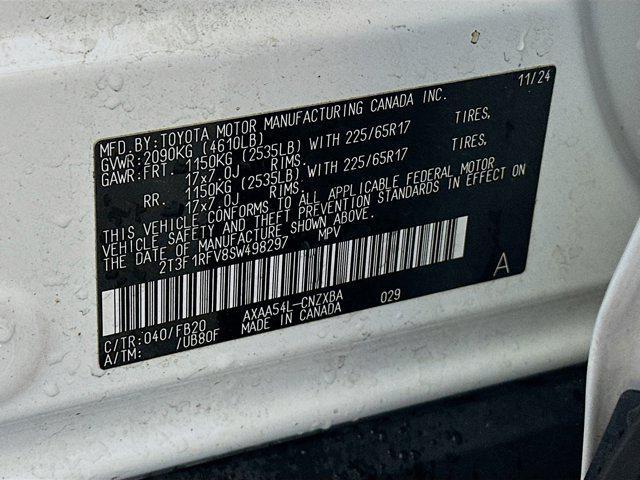 11/24
MFD.BY:TOYOTA MOTOR MANUFACTURING CANADA INC.
GVWR:2090KG (4610LB)
GAWR:FRT. 1150KG (2535LB) WITH 225/65R17 TIRES,
17x7.0J RIMS.
RR. 1150KG (2535LB) WITH 225/65R17 TIRES,
17x7.0J RIMS.
THIS VEHICLE CONFORMS TO ALL APPLICABLE FEDERAL MOTOR
VEHICLE SAFETY AND THEFT PREVENTION STANDARDS IN EFFECT ON
THE DATE OF MANUFACTURE SHOWN ABOVE.
2T3F1RFV8SW498297 MPV
A
C/TR:040/FB20 AXAA54L-CNZXBA 029
A/TM: /UB80F MADE IN CANADA